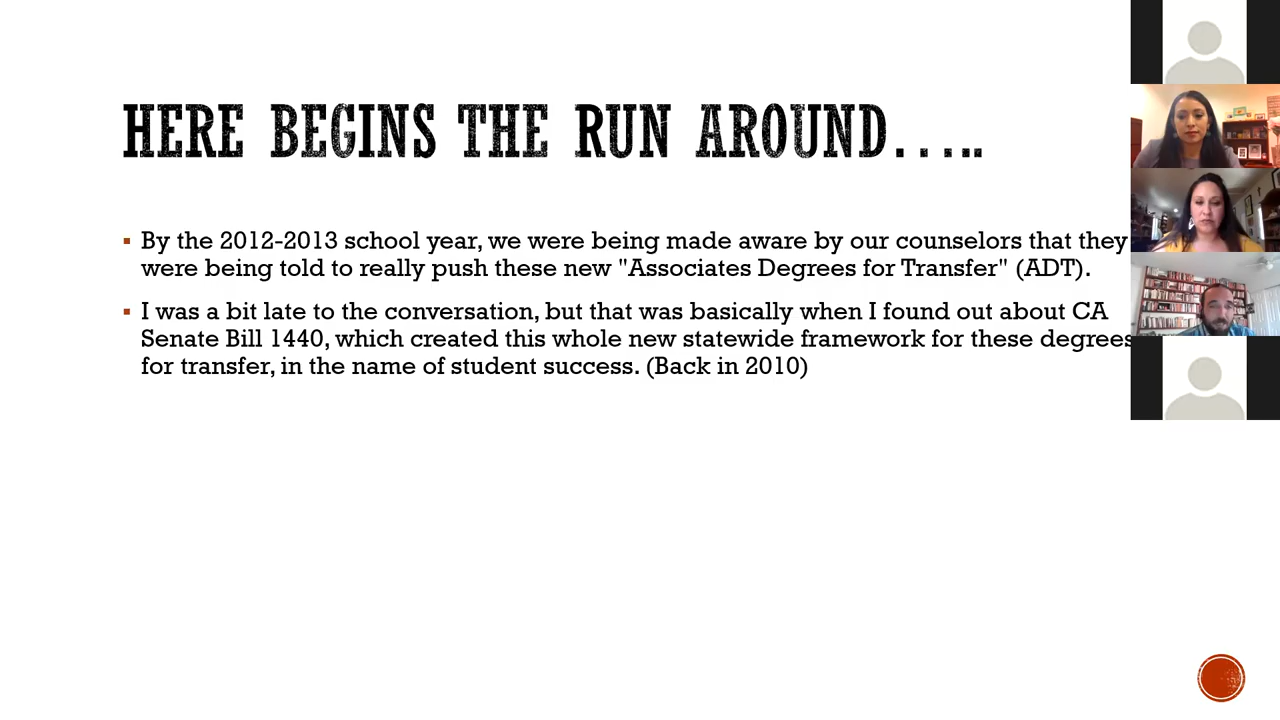 HERE BEGINS THE RUN AROUND…..
By the 2012-2013 school year, we were being made aware by our counselors that they
were being told to really push these new "Associates Degrees for Transfer" (ADT).
I was a bit late to the conversation, but that was basically when I found out about CA
Senate Bill 1440, which created this whole new statewide framework for these degrees
for transfer, in the name of student success. (Back in 2010)